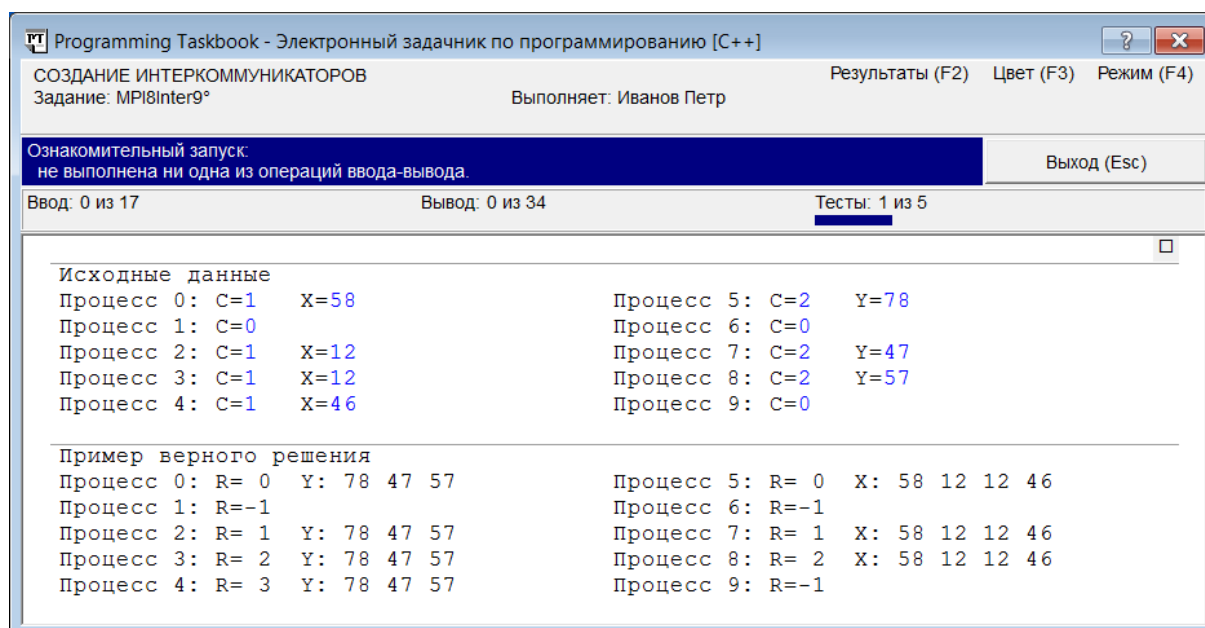 Programming Taskbook - Электронный задачник по программированию [C++]
СОЗДАНИЕ ИНТЕРКОММУНИКАТОРОВ Результаты (F2) Цвет (F3) Режим (F4)
Задание: MPI8Inter9° Выполняет: Иванов Петр
Ознакомительный запуск:
не выполнена ни одна из операций ввода-вывода.
Выход (Esc)
Ввод: 0 из 17 Вывод: 0 из 34 Тесты: 1 из 5
Исходные данные
Процесс 0: C=1 X=58 Процесс 5: C=2 Y=78
Процесс 1: C=0 Процесс 6: C=0
Процесс 2: C=1 X=12 Процесс 7: C=2 Y=47
Процесс 3: C=1 X=12 Процесс 8: C=2 Y=57
Процесс 4: C=1 X=46 Процесс 9: C=0
Пример верного решения
Процесс 0: R= 0 Y: 78 47 57 Процесс 5: R= 0 X: 58 12 12 46
Процесс 1: R=-1 Процесс 6: R=-1
Процесс 2: R= 1 Y: 78 47 57 Процесс 7: R= 1 X: 58 12 12 46
Процесс 3: R= 2 Y: 78 47 57 Процесс 8: R= 2 X: 58 12 12 46
Процесс 4: R= 3 Y: 78 47 57 Процесс 9: R=-1